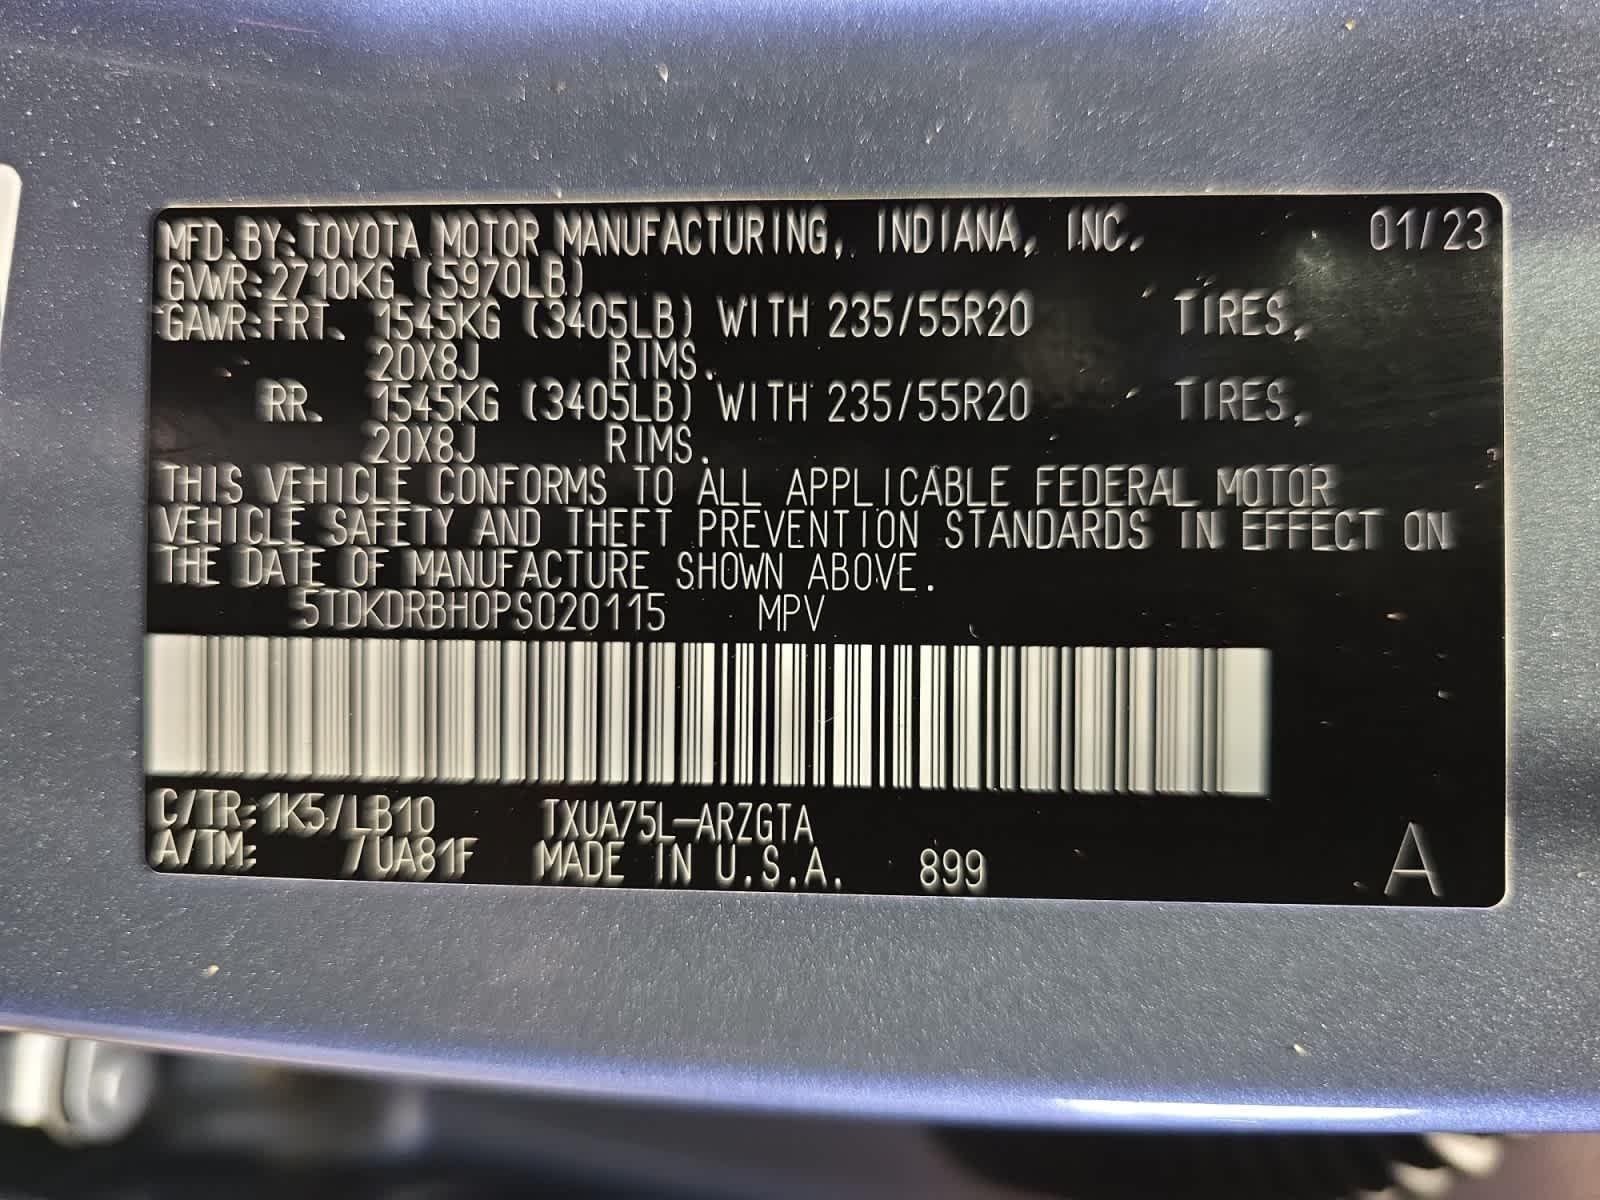 MFD. BY: TOYOTA MOTOR MANUFACTURING, INDIANA, INC. 01/23
GVWR: 2710KG (5970LB)
GAWR: FRT. 1545KG (3405LB) WITH 235/55R20 TIRES,
20X8J RIMS.
RR. 1545KG (3405LB) WITH 235/55R20 TIRES,
20X8J RIMS.
THIS VEHICLE CONFORMS TO ALL APPLICABLE FEDERAL MOTOR
VEHICLE SAFETY AND THEFT PREVENTION STANDARDS IN EFFECT ON
THE DATE OF MANUFACTURE SHOWN ABOVE.
5TDKDRBH0PS020115 MPV
C/TR: 1K5/LB10 TXUA75L-ARZGTA
A/TM: /UA81F MADE IN U.S.A. 899 A